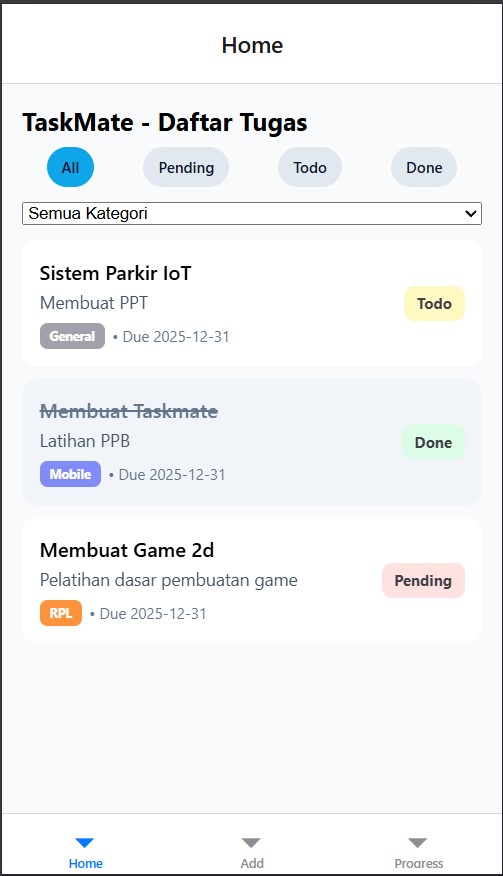 Home
TaskMate - Daftar Tugas
All Pending Todo Done
Semua Kategori
Sistem Parkir IoT
Membuat PPT
Todo
General • Due 2025-12-31
Membuat Taskmate
Latihan PPB
Done
Mobile • Due 2025-12-31
Membuat Game 2d
Pelatihan dasar pembuatan game
Pending
RPL • Due 2025-12-31
Home Add Progress